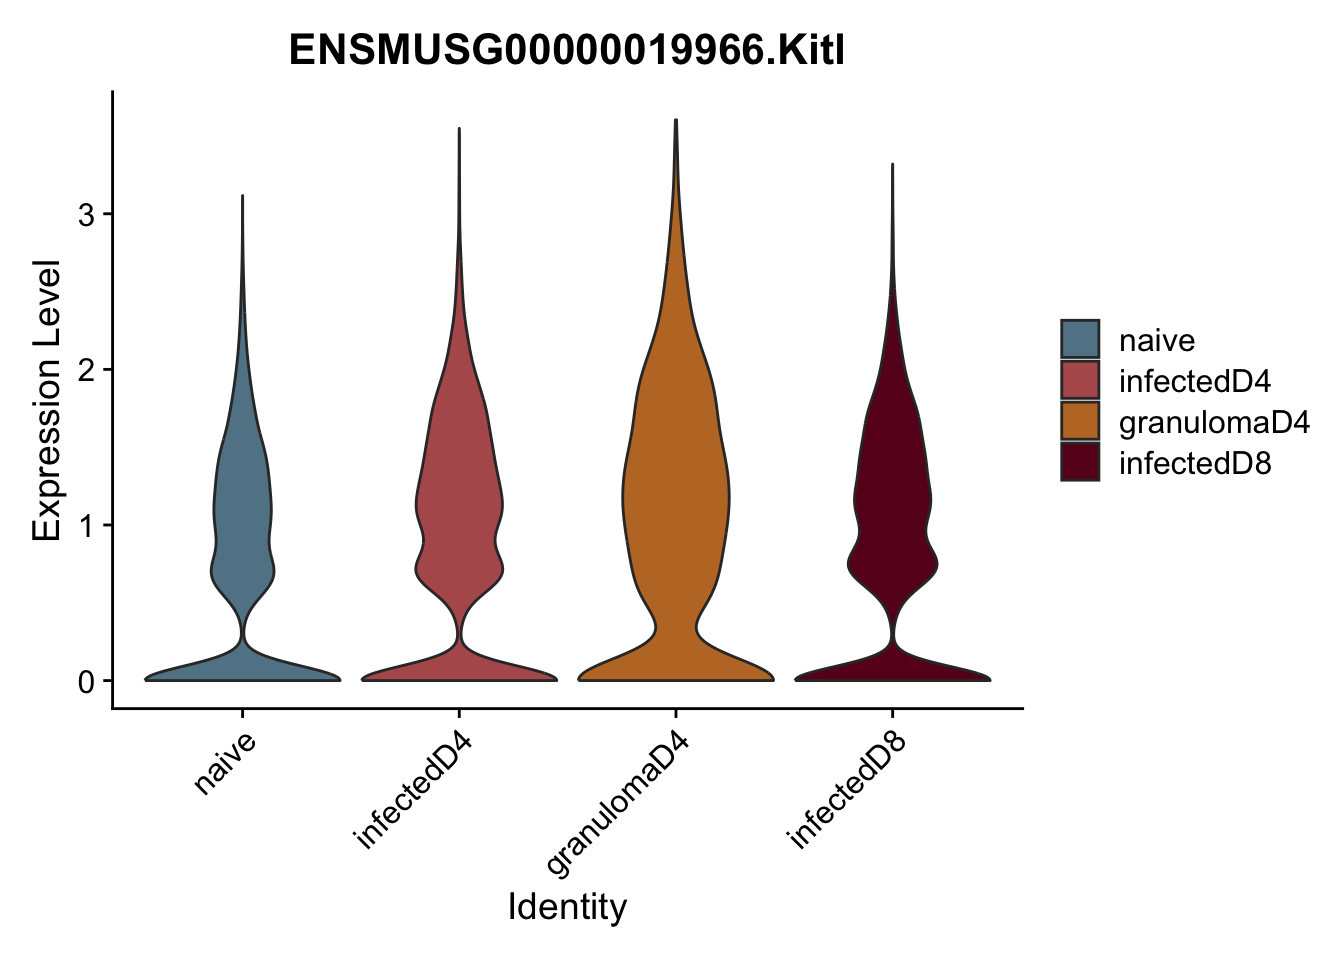 ENSMUSG00000019966.Kitl
Expression Level
3
2
1
0
naive
infectedD4
granulomaD4
infectedD8
Identity
naive
infectedD4
granulomaD4
infectedD8